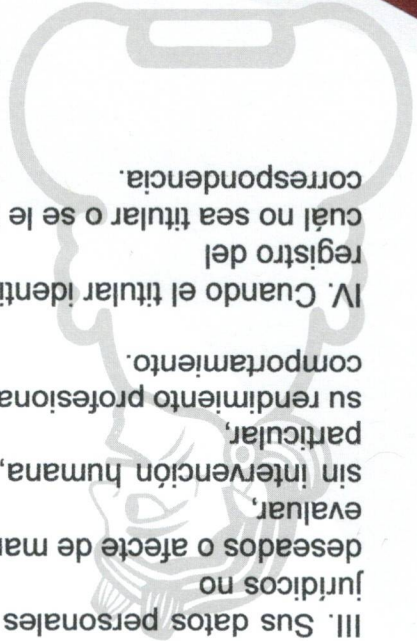 III. Sus datos personales
jurídicos no
deseados o afecte de
evaluar,
sin intervención humana,
particular,
su rendimiento
comportamiento.
IV. Cuando el titular
registro del
cuál no sea titular o se le
correspondencia.